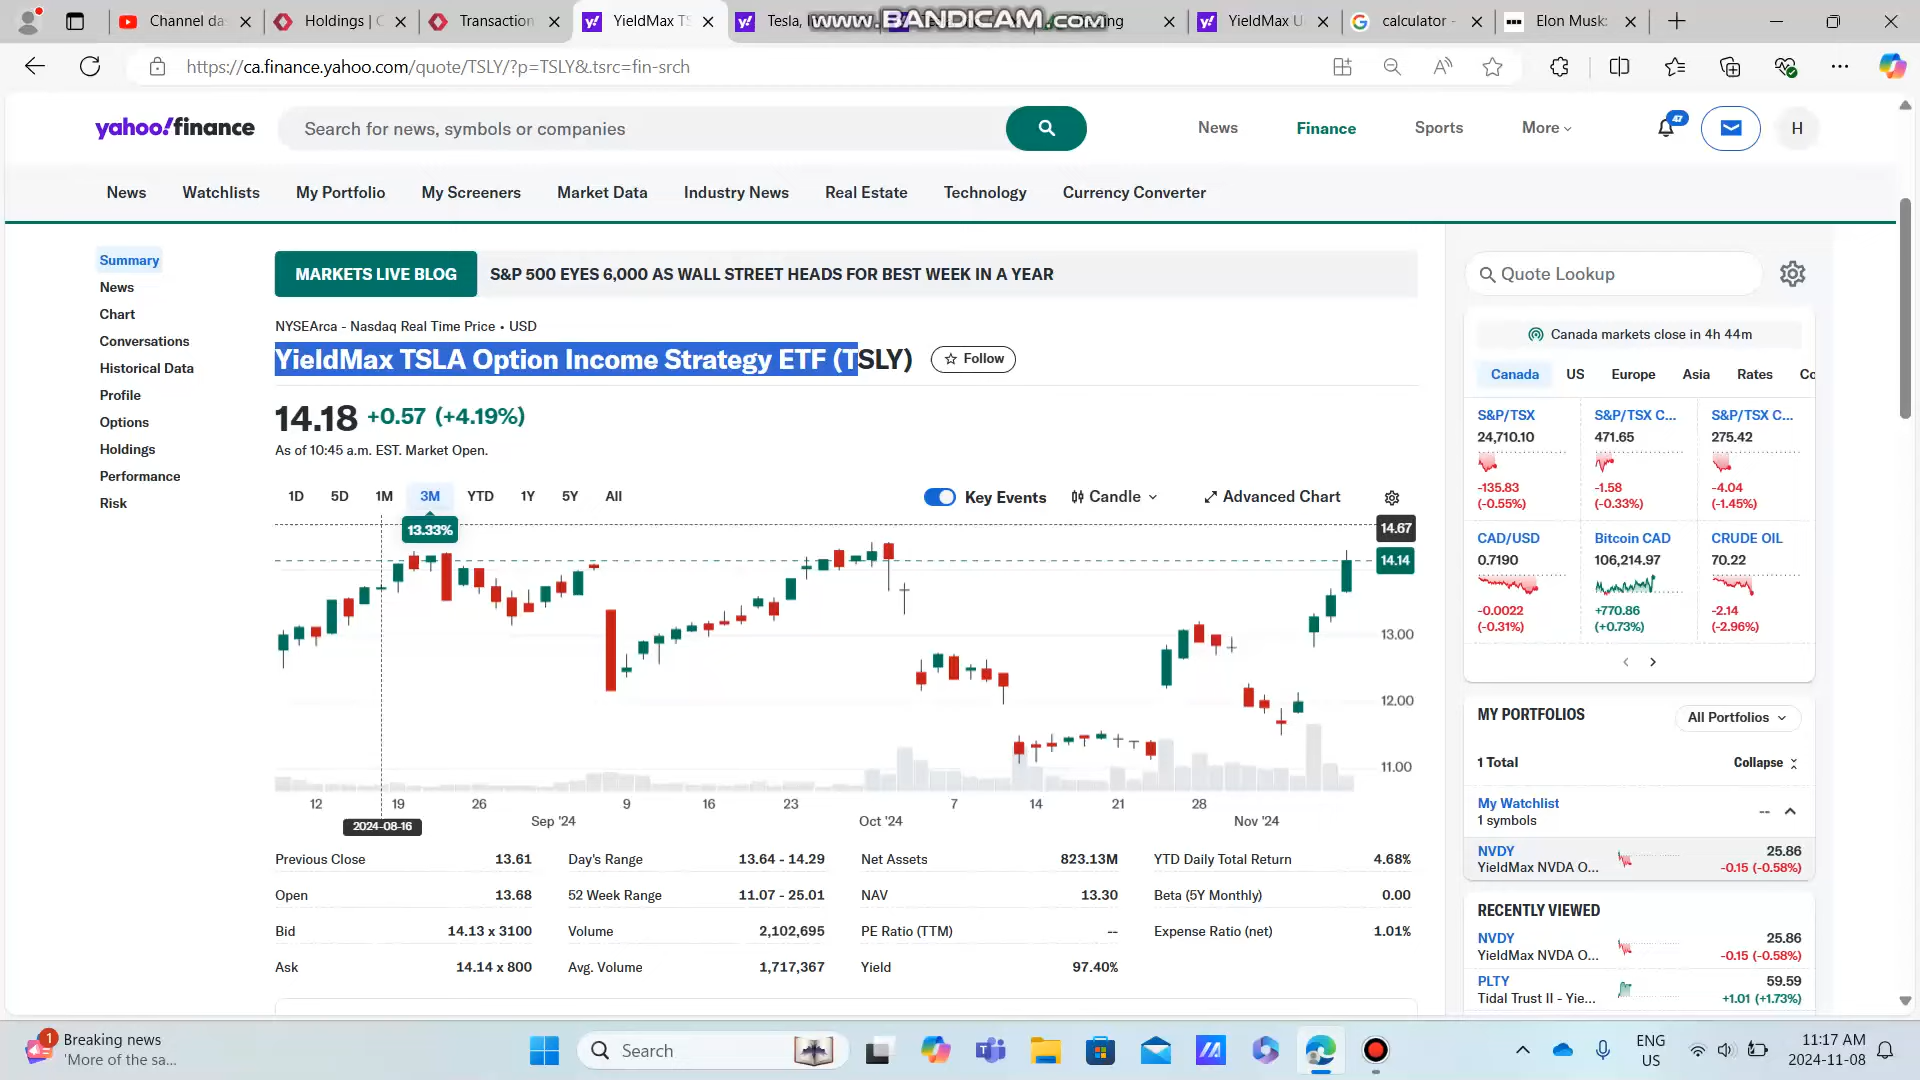 Channel da
Holdings | C
Transaction
YieldMax TS
Tesla, I
www.BANDICAM.com
YieldMax U
calculator -
Elon Musk:
https://ca.finance.yahoo.com/quote/TSLY/?p=TSLY&.tsrc=fin-srch
yahoo!finance
Search for news, symbols or companies
News
Finance
Sports
More
47
H
News
Watchlists
My Portfolio
My Screeners
Market Data
Industry News
Real Estate
Technology
Currency Converter
Summary
News
Chart
Conversations
Historical Data
Profile
Options
Holdings
Performance
Risk
MARKETS LIVE BLOG
S&P 500 EYES 6,000 AS WALL STREET HEADS FOR BEST WEEK IN A YEAR
NYSEArca - Nasdaq Real Time Price • USD
YieldMax TSLA Option Income Strategy ETF (TSLY)
Follow
14.18 +0.57 (+4.19%)
As of 10:45 a.m. EST. Market Open.
1D 5D 1M 3M YTD 1Y 5Y All
Key Events
Candle
Advanced Chart
13.33%
14.67
14.14
13.00
12.00
11.00
12 19 26 9 16 23 7 14 21 28
Sep '24 Oct '24 Nov '24
2024-08-16
Previous Close 13.61
Day's Range 13.64 - 14.29
Net Assets 823.13M
YTD Daily Total Return 4.68%
Open 13.68
52 Week Range 11.07 - 25.01
NAV 13.30
Beta (5Y Monthly) 0.00
Bid 14.13 x 3100
Volume 2,102,695
PE Ratio (TTM) --
Expense Ratio (net) 1.01%
Ask 14.14 x 800
Avg. Volume 1,717,367
Yield 97.40%
Quote Lookup
Canada markets close in 4h 44m
Canada US Europe Asia Rates Co
S&P/TSX S&P/TSX C... S&P/TSX C...
24,710.10 471.65 275.42
-135.83 -1.58 -4.04
(-0.55%) (-0.33%) (-1.45%)
CAD/USD Bitcoin CAD CRUDE OIL
0.7190 106,214.97 70.22
-0.0022 +770.86 -2.14
(-0.31%) (+0.73%) (-2.96%)
MY PORTFOLIOS
All Portfolios
1 Total
Collapse
My Watchlist
--
1 symbols
NVDY 25.86
YieldMax NVDA O... -0.15 (-0.58%)
RECENTLY VIEWED
NVDY 25.86
YieldMax NVDA O... -0.15 (-0.58%)
PLTY 59.59
Tidal Trust II - Yie... +1.01 (+1.73%)
1
Breaking news
'More of the sa...
Search
ENG
US
11:17 AM
2024-11-08